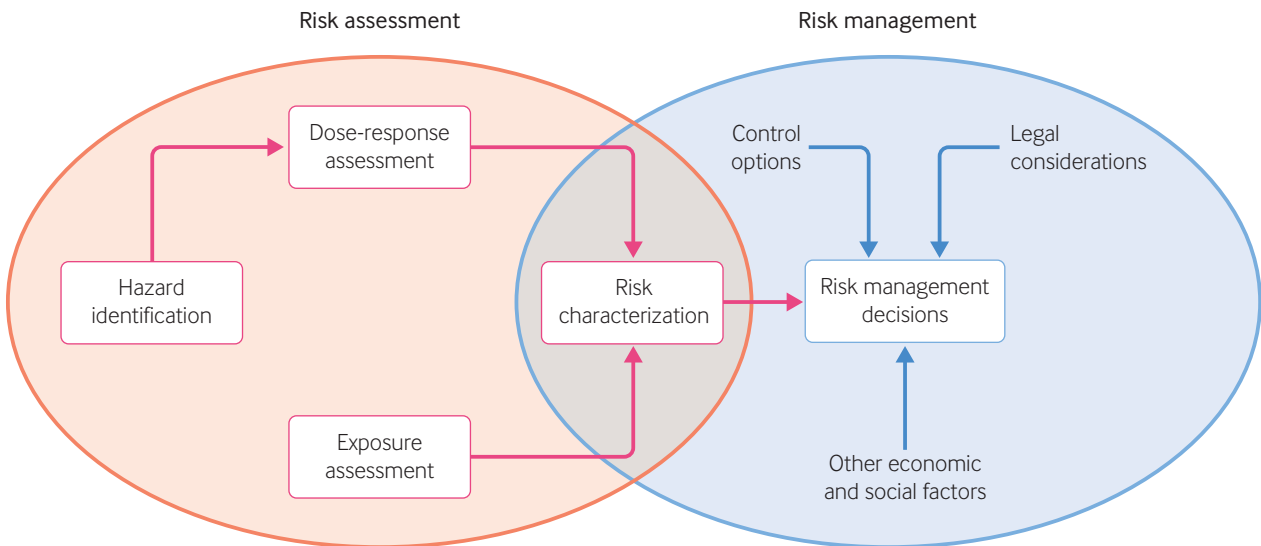 Risk assessment
Risk management
Dose-response
assessment
Control
options
Legal
considerations
Hazard
identification
Risk
characterization
Risk management
decisions
Exposure
assessment
Other economic
and social factors